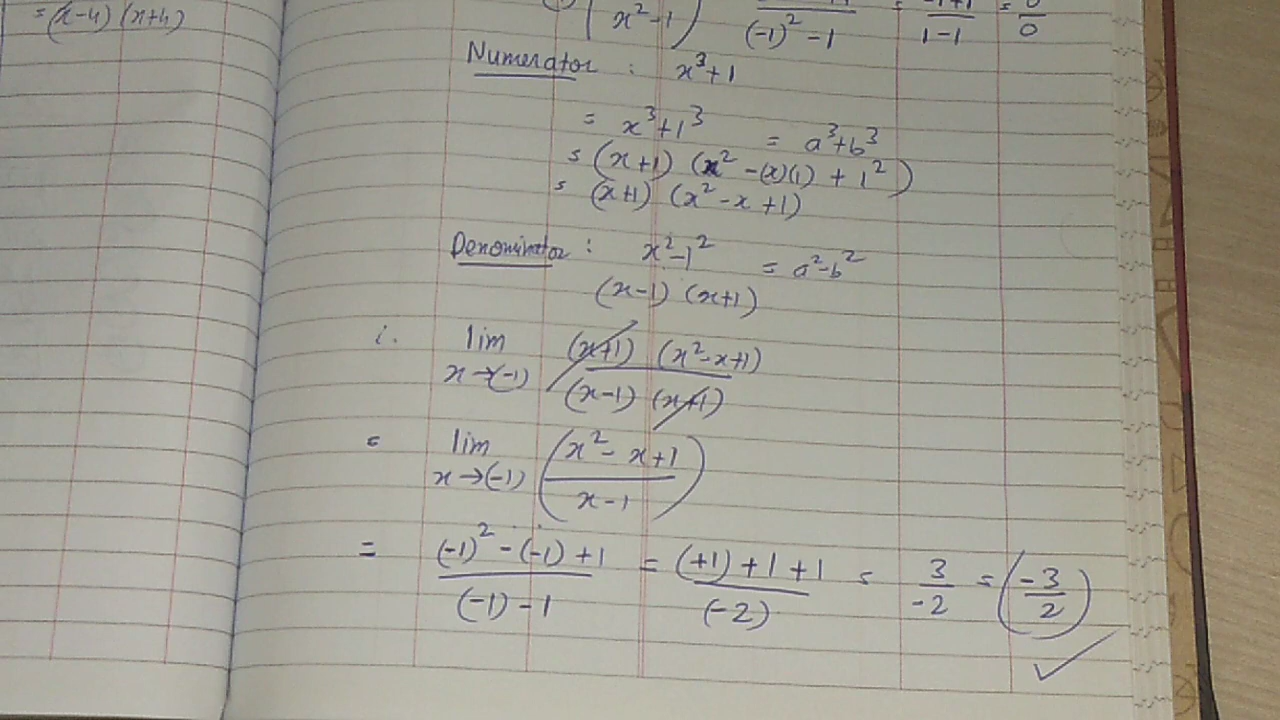 =(x-4) (x+4)
(x²-1) (-1)²-1 = -1+1 / 1-1 = 0/0
Numerator : x³+1
= x³+1³ = a³+b³
= (x+1) (x² -(x)(1) + 1²)
= (x+1) (x²-x+1)
Denominator : x²-1² = a²-b²
(x-1) (x+1)
i. lim x→(-1) (x+1) (x²-x+1) / (x-1) (x+1)
= lim x→(-1) (x²-x+1 / x-1)
= (-1)²-(-1)+1 / (-1)-1 = (+1)+1+1 / (-2) = 3/-2 = (-3/2)